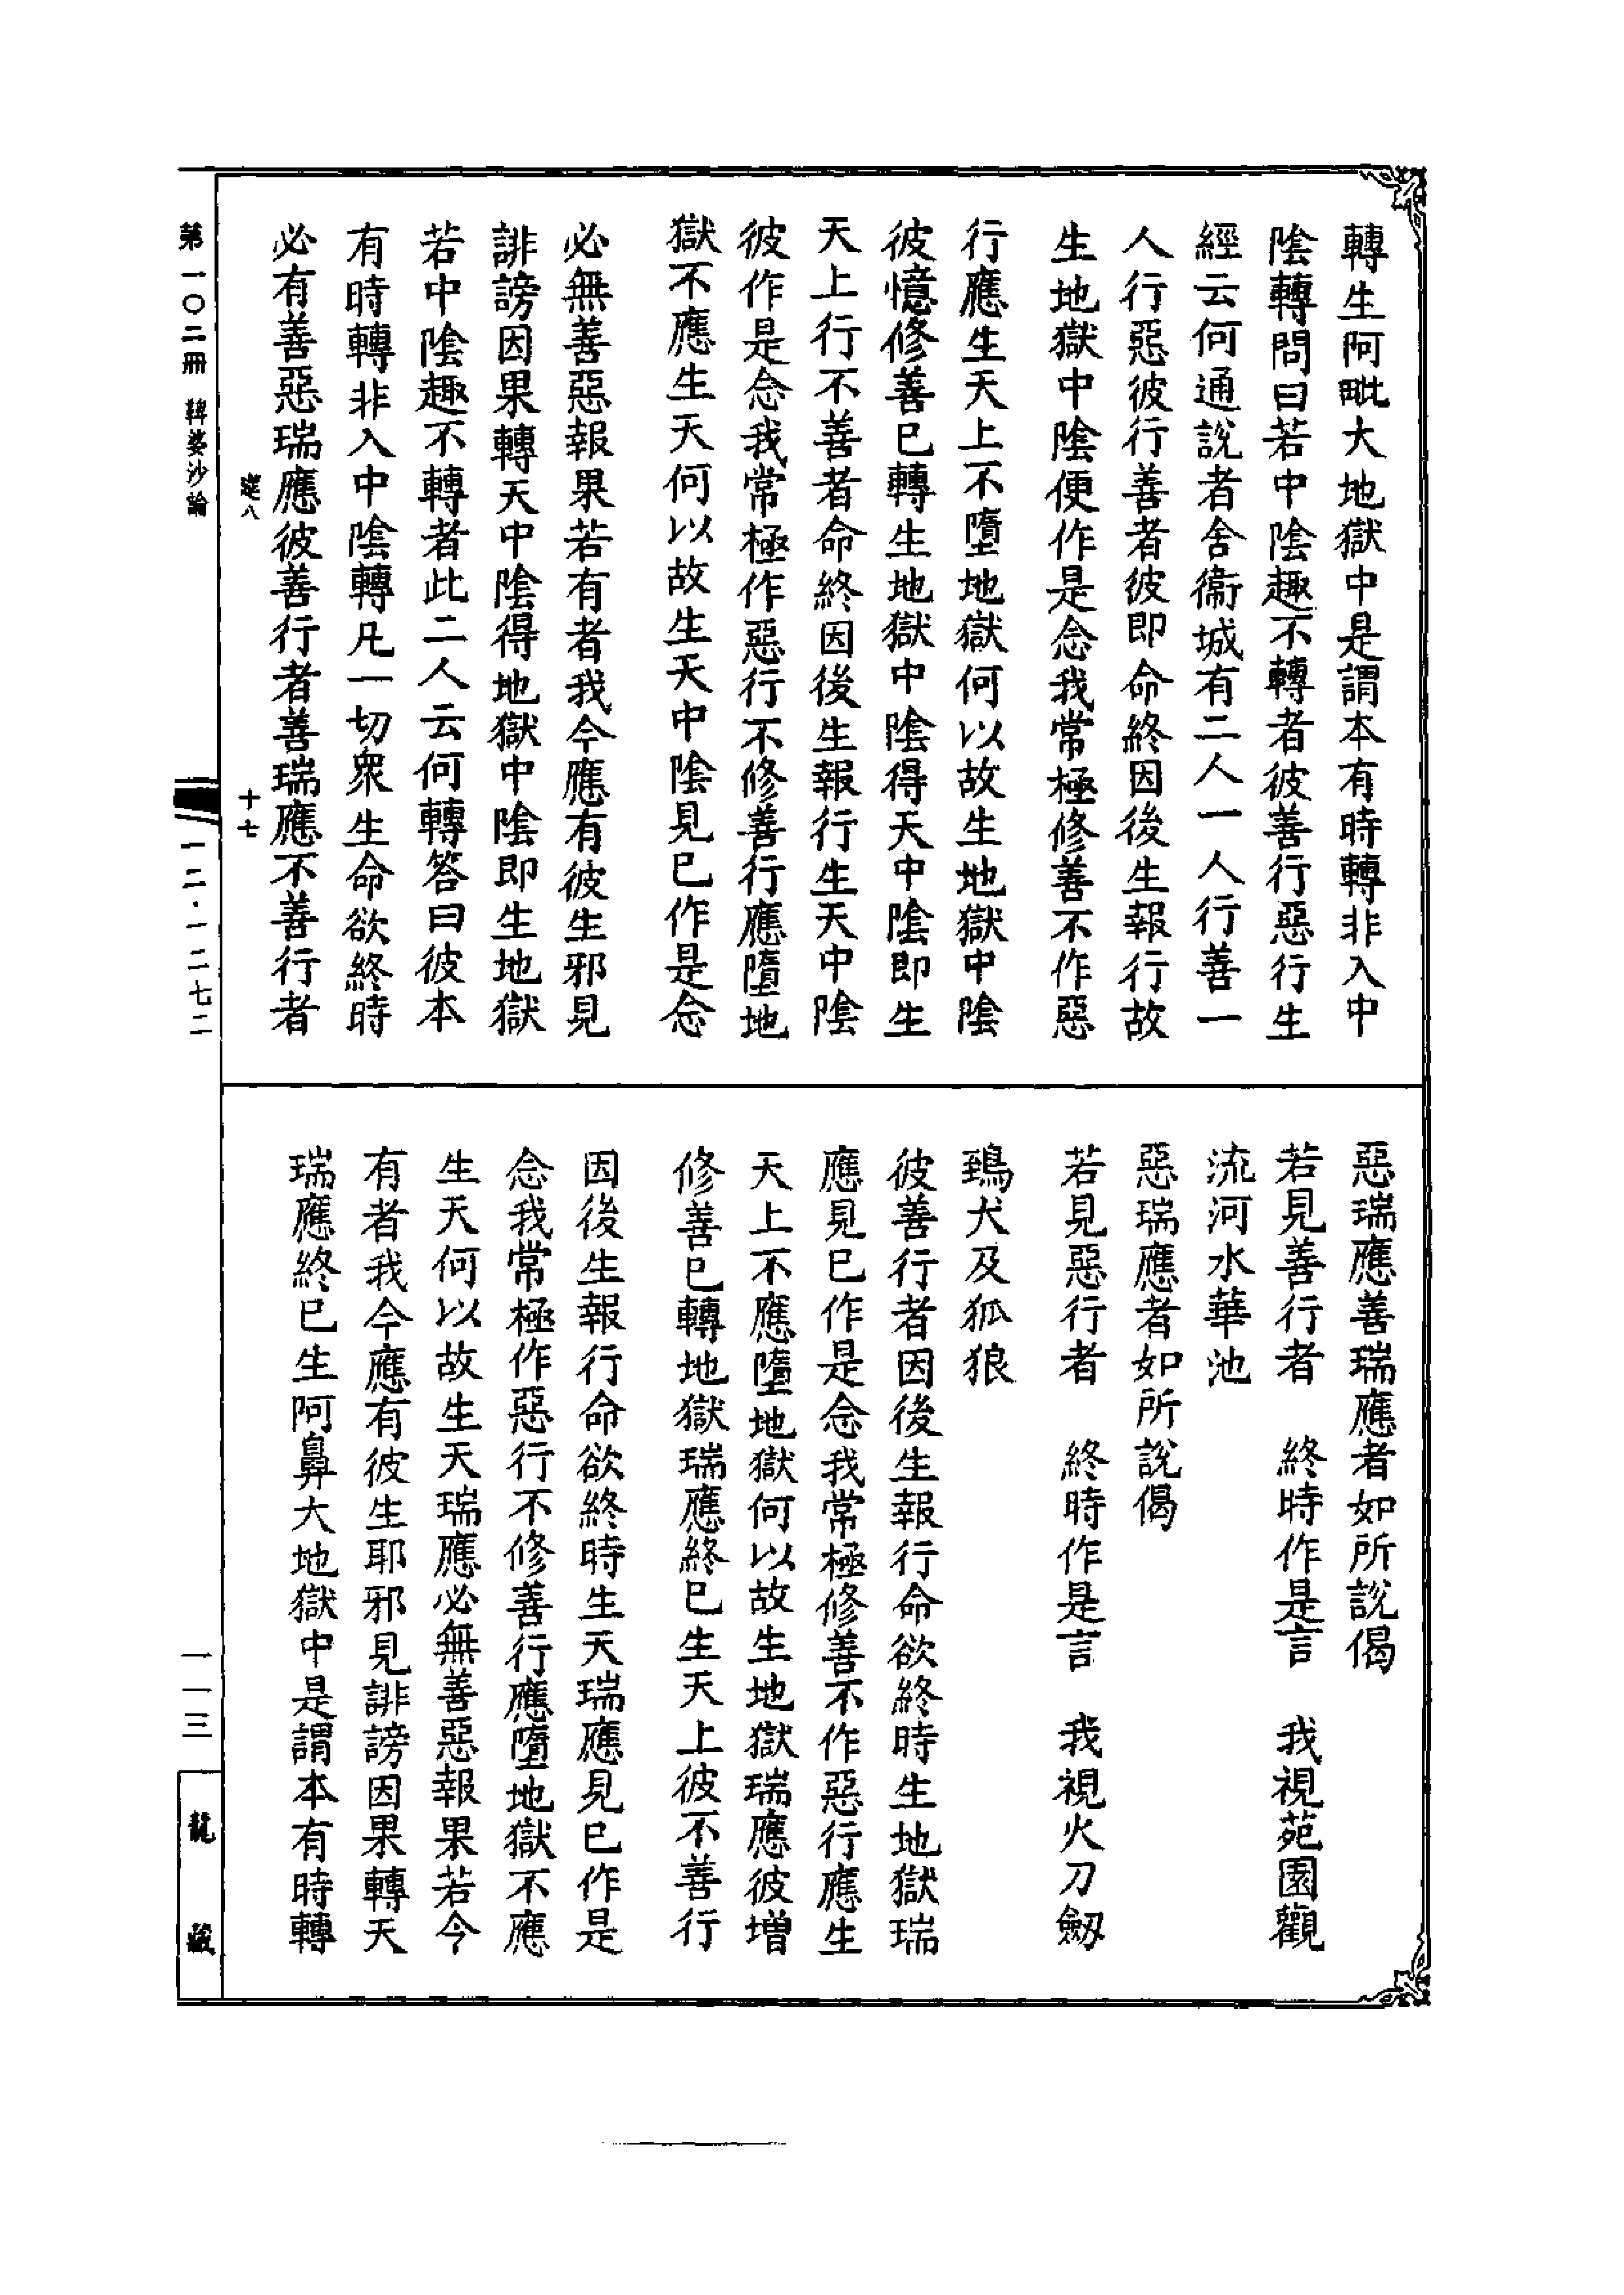 轉生阿毗大地獄中是謂本有時轉非入中
陰轉問曰若中陰趣不轉者彼善行惡行生
經云何通說者舍衞城有二人一人行善一
人行惡彼行善者彼即命終因後生報行故
生地獄中陰便作是念我常極修善不作惡
行應生天上不墮地獄何以故生地獄中陰
彼憶修善已轉生地獄中陰得天中陰即生
天上行不善者命終因後生報行生天中陰
彼作是念我常極作惡行不修善行應墮地
獄不應生天何以故生天中陰見已作是念
必無善惡報果若有者我今應有彼生邪見
誹謗因果轉天中陰得地獄中陰即生地獄
若中陰趣不轉者此二人云何轉答曰彼本
有時轉非入中陰轉凡一切衆生命欲終時
必有善惡瑞應彼善行者善瑞應不善行者
惡瑞應善瑞應者如所說偈
若見善行者 終時作是言 我視苑園觀
流河水華池
惡瑞應者如所說偈
若見惡行者 終時作是言 我視火刀劒
鵄犬及狐狼
彼善行者因後生報行命欲終時生地獄瑞
應見已作是念我常極修善不作惡行應生
天上不應墮地獄何以故生地獄瑞應彼增
修善已轉地獄瑞應終已生天上彼不善行
因後生報行命欲終時生天瑞應見已作是
念我常極作惡行不修善行應墮地獄不應
生天何以故生天瑞應必無善惡報果若今
有者我今應有彼生耶邪見誹謗因果轉天
瑞應終已生阿鼻大地獄中是謂本有時轉
十七
第一〇二冊 鞞婆沙論
一二·一二七二
一一三
龍藏